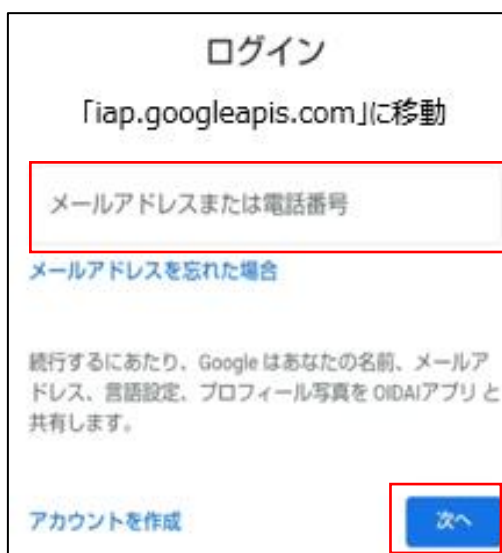 ログイン
「iap.googleapis.com」に移動
メールアドレスまたは電話番号
メールアドレスを忘れた場合
続行するにあたり、Google はあなたの名前、メールア
ドレス、言語設定、プロフィール写真を OIDAIアプリ と
共有します。
アカウントを作成
次へ